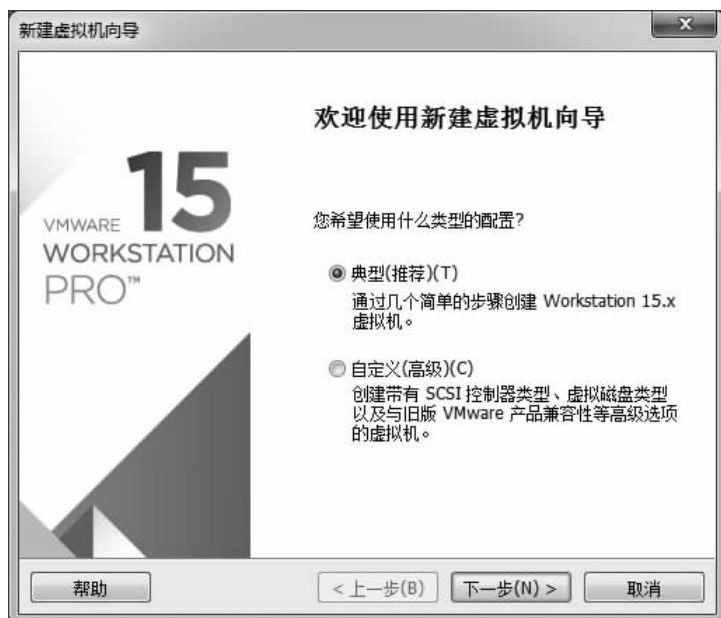 新建虚拟机向导
欢迎使用新建虚拟机向导
15
VMWARE
WORKSTATION
PRO™
您希望使用什么类型的配置?
典型(推荐)(T)
通过几个简单的步骤创建 Workstation 15.x
虚拟机。
自定义(高级)(C)
创建带有 SCSI 控制器类型、虚拟磁盘类型
以及与旧版 VMware 产品兼容性等高级选项
的虚拟机。
帮助
< 上一步(B)
下一步(N) >
取消